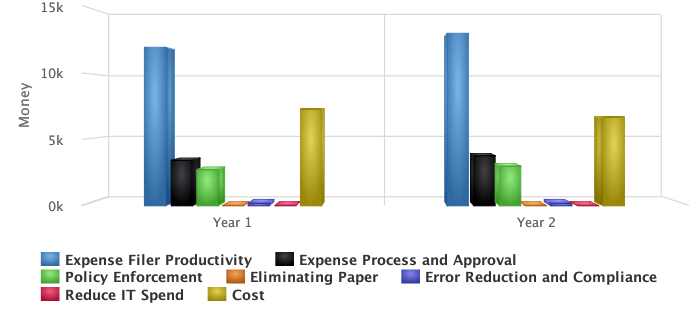 15k
10k
5k
0k
Money
Year 1
Year 2
Expense Filer Productivity
Expense Process and Approval
Policy Enforcement
Eliminating Paper
Error Reduction and Compliance
Reduce IT Spend
Cost